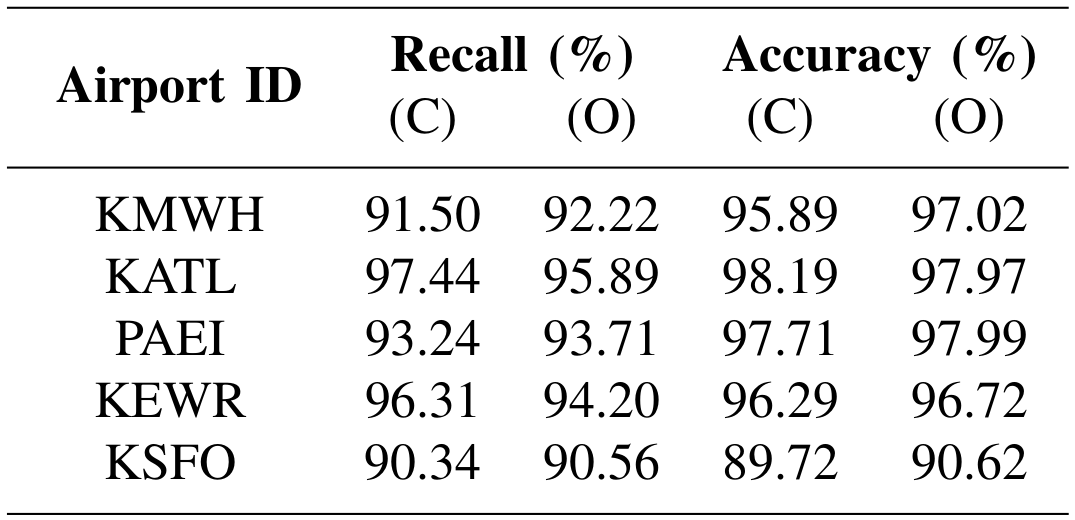 Airport ID Recall (%) Accuracy (%)
(C) (O) (C) (O)
KMWH 91.50 92.22 95.89 97.02
KATL 97.44 95.89 98.19 97.97
PAEI 93.24 93.71 97.71 97.99
KEWR 96.31 94.20 96.29 96.72
KSFO 90.34 90.56 89.72 90.62